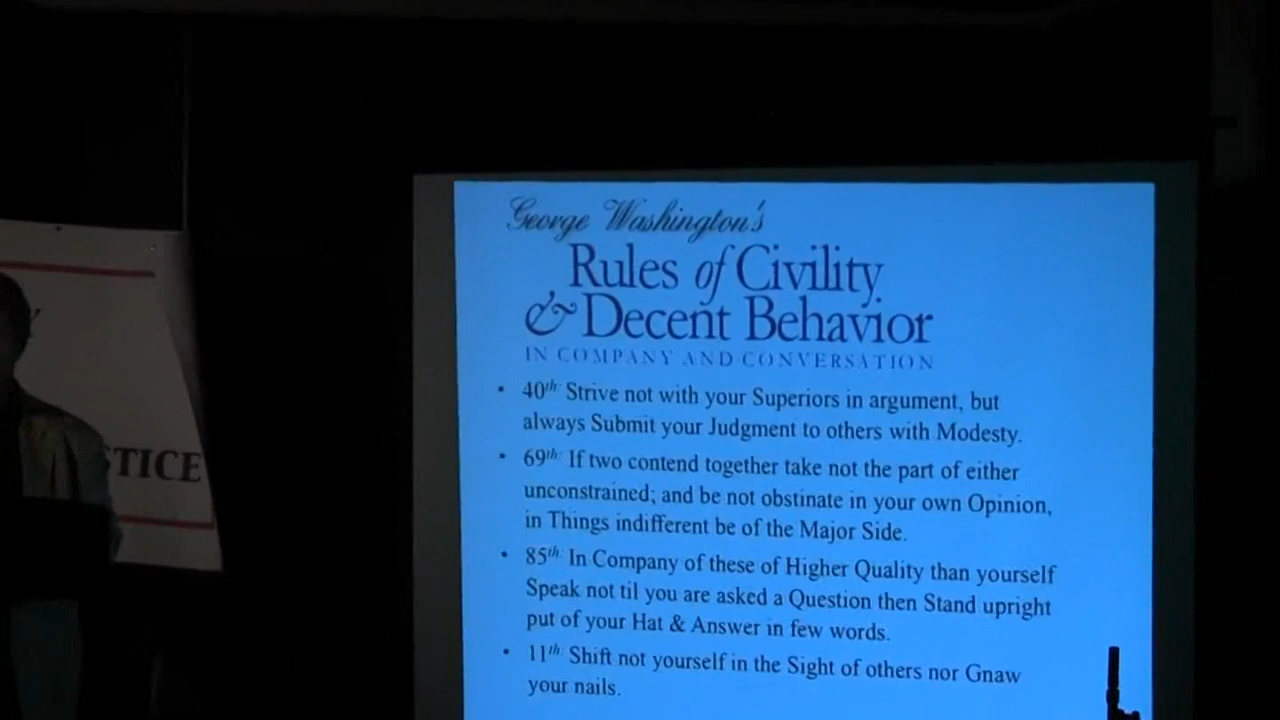 George Washington's
Rules of Civility
& Decent Behavior
IN COMPANY AND CONVERSATION
• 40th: Strive not with your Superiors in argument, but
always Submit your Judgment to others with Modesty.
• 69th: If two contend together take not the part of either
unconstrained; and be not obstinate in your own Opinion,
in Things indifferent be of the Major Side.
• 85th: In Company of these of Higher Quality than yourself
Speak not til you are asked a Question then Stand upright
put of your Hat & Answer in few words.
• 11th: Shift not yourself in the Sight of others nor Gnaw
your nails.
STICE